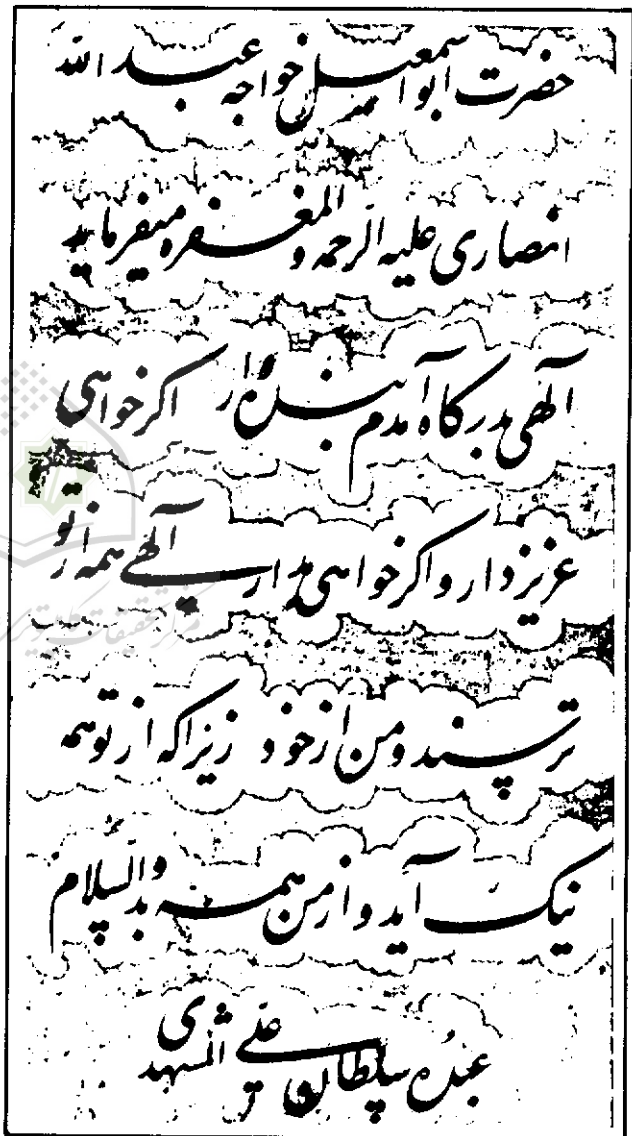 حضرت ابو اسمعیل خواجه عبد الله
انصاری علیه الرحمه و المغفره میفرماید
الهی بدرگاه آمدم بنده وار اگر خواهی
عزیز دار و اگر خواهی خوار الهی همه از تو
ترسند و من از خود زیرا که از تو همه
نیک آید و از من همه بد والسلام
عبده سلطان علی المشهدی